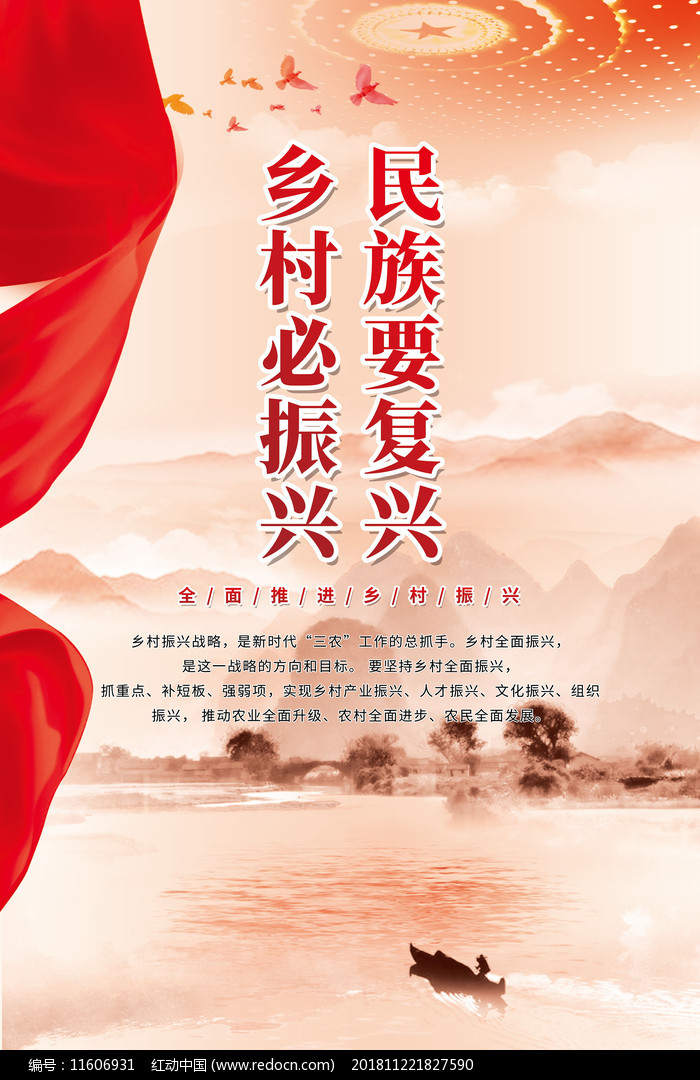 民族要复兴
乡村必振兴
全/面/推/进/乡/村/振/兴
乡村振兴战略，是新时代“三农”工作的总抓手。乡村全面振兴，
是这一战略的方向和目标。 要坚持乡村全面振兴，
抓重点、补短板、强弱项，实现乡村产业振兴、人才振兴、文化振兴、组织
振兴， 推动农业全面升级、农村全面进步、农民全面发展。
编号：11606931 红动中国 (www.redocn.com) 201811221827590